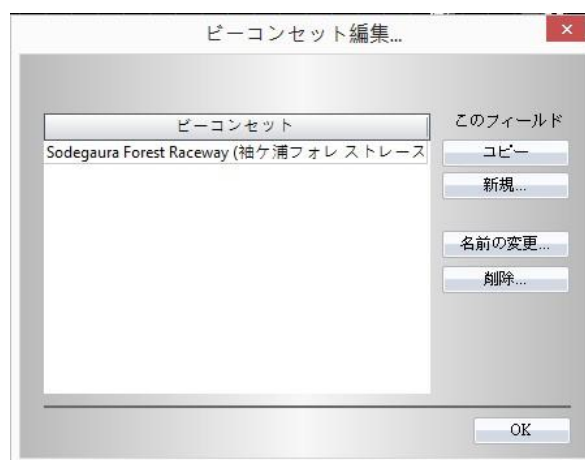 ビーコンセット編集...
ビーコンセット
Sodegaura Forest Raceway (袖ケ浦フォレ ストレース
このフィールド
コピー
新規...
名前の変更...
削除...
OK